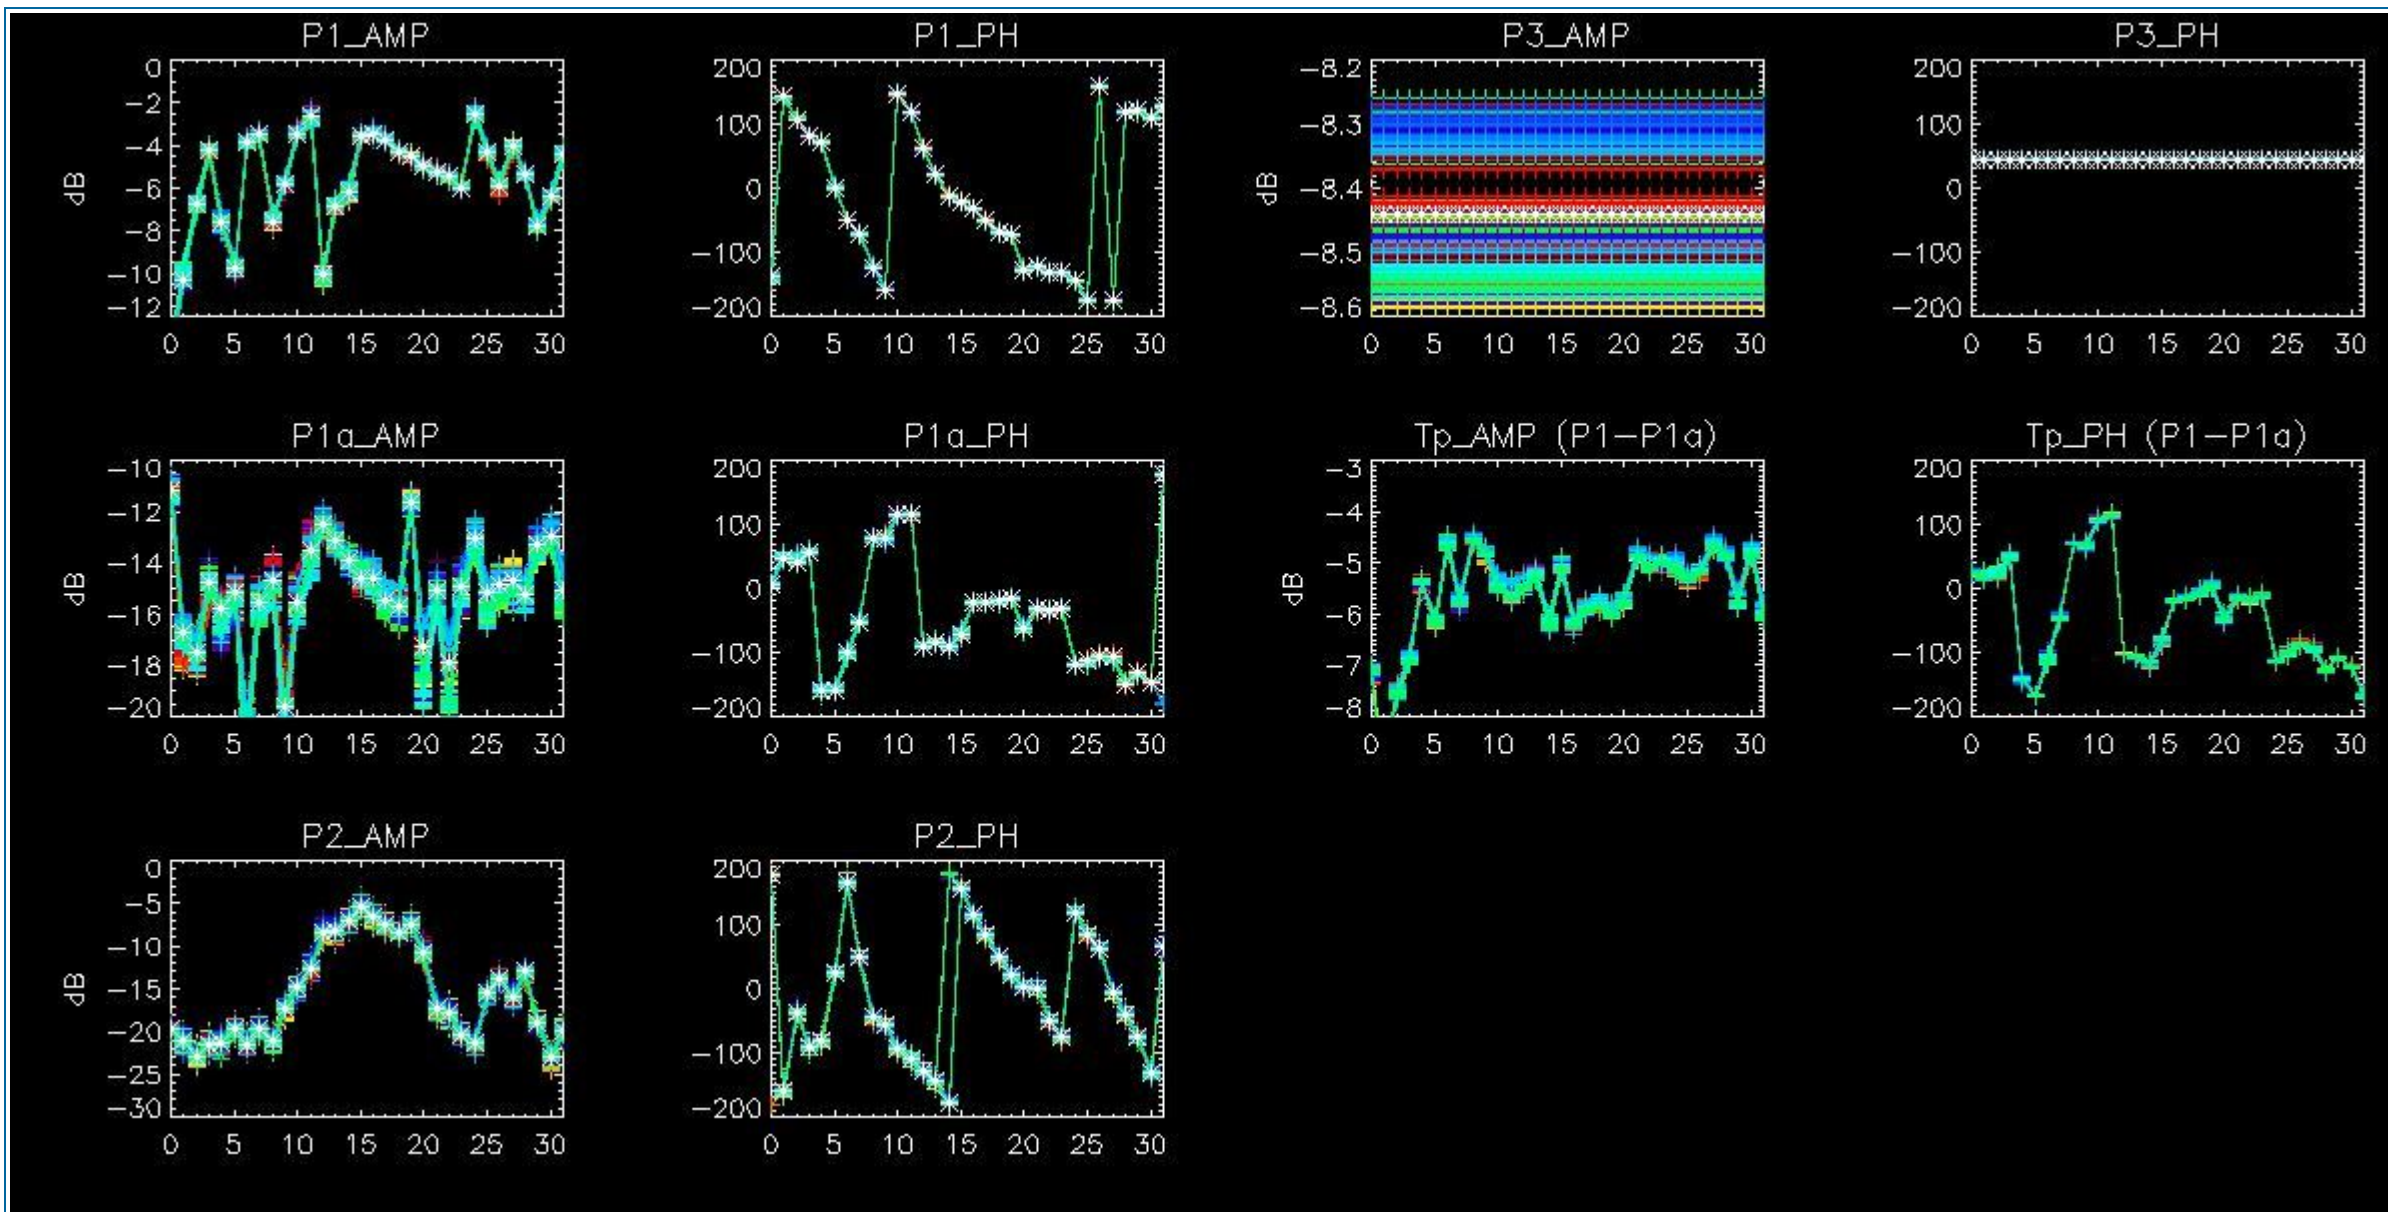 P1_AMP
P1_PH
P3_AMP
P3_PH
0
−2
−4
−6
−8
−10
−12
dB
0 5 10 15 20 25 30
200
100
0
−100
−200
0 5 10 15 20 25 30
−8.2
−8.3
−8.4
−8.5
−8.6
dB
0 5 10 15 20 25 30
200
100
0
−100
−200
0 5 10 15 20 25 30
P1a_AMP
P1a_PH
Tp_AMP (P1−P1a)
Tp_PH (P1−P1a)
−10
−12
−14
−16
−18
−20
dB
0 5 10 15 20 25 30
200
100
0
−100
−200
0 5 10 15 20 25 30
−3
−4
−5
−6
−7
−8
dB
0 5 10 15 20 25 30
200
100
0
−100
−200
0 5 10 15 20 25 30
P2_AMP
P2_PH
0
−5
−10
−15
−20
−25
−30
dB
0 5 10 15 20 25 30
200
100
0
−100
−200
0 5 10 15 20 25 30